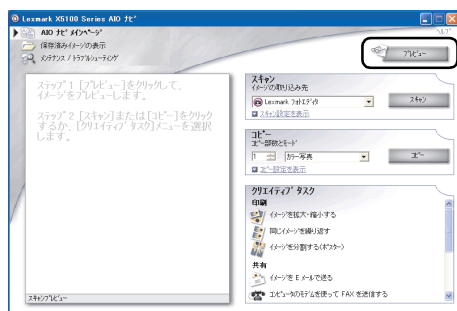 Lexmark X5100 Series AIO ﾅﾋﾞ
AIO ﾅﾋﾞ ﾒｲﾝﾍﾟｰｼﾞ
ﾍﾙﾌﾟ
保存済みｲﾒｰｼﾞの表示
ﾒﾝﾃﾅﾝｽ / ﾄﾗﾌﾞﾙｼｭｰﾃｨﾝｸﾞ
ﾌﾟﾚﾋﾞｭｰ
ｽﾃｯﾌﾟ 1 [ﾌﾟﾚﾋﾞｭｰ]をｸﾘｯｸして、
ｲﾒｰｼﾞをﾌﾟﾚﾋﾞｭｰします。
ｽﾃｯﾌﾟ 2 [ｽｷｬﾝ]または[ｺﾋﾟｰ]をｸﾘｯｸ
するか、[ｸﾘｴｲﾃｨﾌﾞ ﾀｽｸ]ﾒﾆｭｰを選択
します。
ｽｷｬﾝﾌﾟﾚﾋﾞｭｰ
ｽｷｬﾝ
ｲﾒｰｼﾞの取り込み先
Lexmark ﾌｫﾄｴﾃﾞｨﾀ
ｽｷｬﾝ
ｽｷｬﾝ設定を表示
ｺﾋﾟｰ
ｺﾋﾟｰ部数とﾓｰﾄﾞ
1
ｶﾗｰ写真
ｺﾋﾟｰ
ｺﾋﾟｰ設定を表示
ｸﾘｴｲﾃｨﾌﾞ ﾀｽｸ
印刷
ｲﾒｰｼﾞを拡大・縮小する
同じｲﾒｰｼﾞを繰り返す
ｲﾒｰｼﾞを分割する(ﾎﾟｽﾀｰ)
共有
ｲﾒｰｼﾞを E ﾒｰﾙで送る
ｺﾝﾋﾟｭｰﾀのﾓﾃﾞﾑを使って FAX を送信する